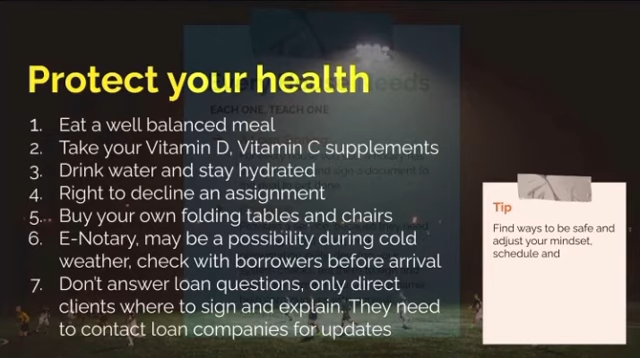 Protect your health
1. Eat a well balanced meal
2. Take your Vitamin D, Vitamin C supplements
3. Drink water and stay hydrated
4. Right to decline an assignment
5. Buy your own folding tables and chairs
6. E-Notary, may be a possibility during cold
weather, check with borrowers before arrival
7. Don't answer loan questions, only direct
clients where to sign and explain. They need
to contact loan companies for updates
EACH ONE, TEACH ONE
Tip
Find ways to be safe and
adjust your mindset,
schedule and